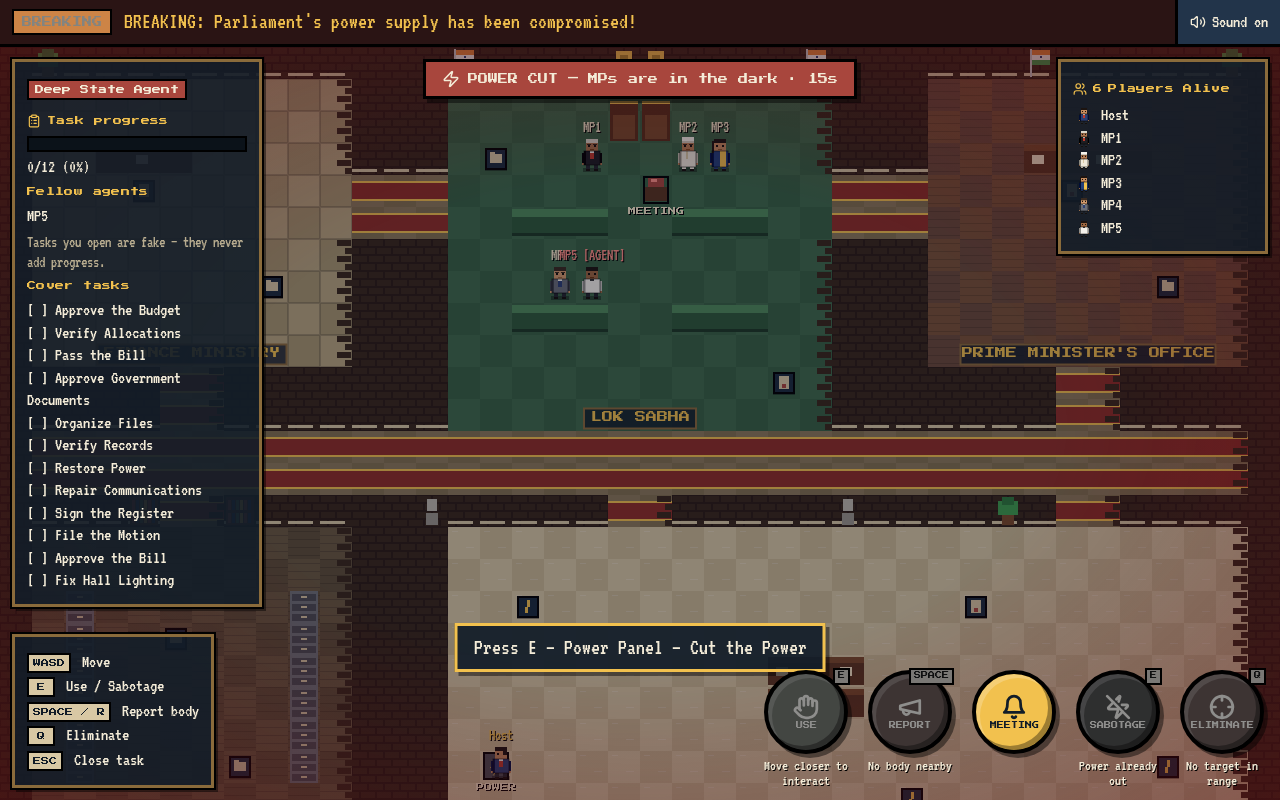 BREAKING
BREAKING: Parliament's power supply has been compromised!
Sound on
POWER CUT — MPs are in the dark · 15s
Deep State Agent
Task progress
0/12 (0%)
Fellow agents
MP5
Tasks you open are fake – they never
add progress.
Cover tasks
[ ] Approve the Budget
[ ] Verify Allocations
[ ] Pass the Bill
[ ] Approve Government
Documents
[ ] Organize Files
[ ] Verify Records
[ ] Restore Power
[ ] Repair Communications
[ ] Sign the Register
[ ] File the Motion
[ ] Approve the Bill
[ ] Fix Hall Lighting
6 Players Alive
Host
MP1
MP2
MP3
MP4
MP5
MP1
MP2
MP3
MEETING
MP5 [AGENT]
MINISTRY
PRIME MINISTER'S OFFICE
LOK SABHA
Press E – Power Panel – Cut the Power
WASD Move
E Use / Sabotage
SPACE / R Report body
Q Eliminate
ESC Close task
Host
POWER
E
USE
Move closer to
interact
SPACE
REPORT
No body nearby
MEETING
E
SABOTAGE
Power already
out
Q
ELIMINATE
No target in
range